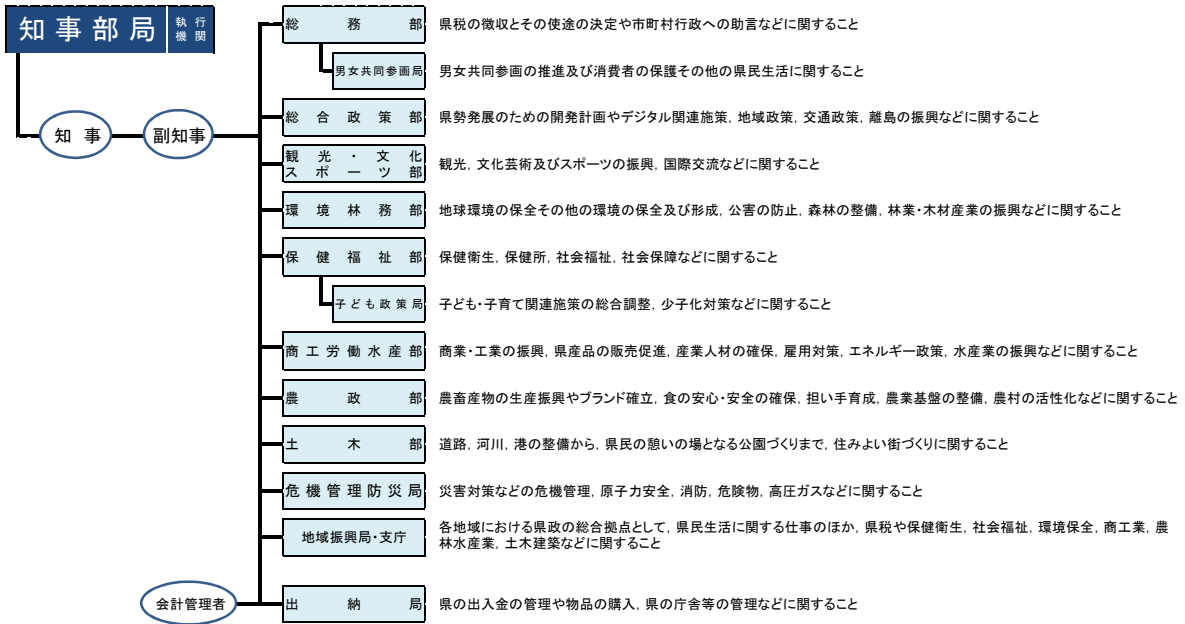 知事部局 執行機関
総務部 県税の徴収とその使途の決定や市町村行政への助言などに関すること
男女共同参画局 男女共同参画の推進及び消費者の保護その他の県民生活に関すること
知事 副知事 総合政策部 県勢発展のための開発計画やデジタル関連施策, 地域政策, 交通政策, 離島の振興などに関すること
観光・文化
スポーツ部 観光, 文化芸術及びスポーツの振興, 国際交流などに関すること
環境林務部 地球環境の保全その他の環境の保全及び形成, 公害の防止, 森林の整備, 林業・木材産業の振興などに関すること
保健福祉部 保健衛生, 保健所, 社会福祉, 社会保障などに関すること
子ども政策局 子ども・子育て関連施策の総合調整, 少子化対策などに関すること
商工労働水産部 商業・工業の振興, 県産品の販売促進, 産業人材の確保, 雇用対策, エネルギー政策, 水産業の振興などに関すること
農政部 農畜産物の生産振興やブランド確立, 食の安心・安全の確保, 担い手育成, 農業基盤の整備, 農村の活性化などに関すること
土木部 道路, 河川, 港の整備から, 県民の憩いの場となる公園づくりまで, 住みよい街づくりに関すること
危機管理防災局 災害対策などの危機管理, 原子力安全, 消防, 危険物, 高圧ガスなどに関すること
地域振興局・支庁 各地域における県政の総合拠点として, 県民生活に関する仕事のほか, 県税や保健衛生, 社会福祉, 環境保全, 商工業, 農
林水産業, 土木建築などに関すること
会計管理者 出納局 県の出入金の管理や物品の購入, 県の庁舎等の管理などに関すること